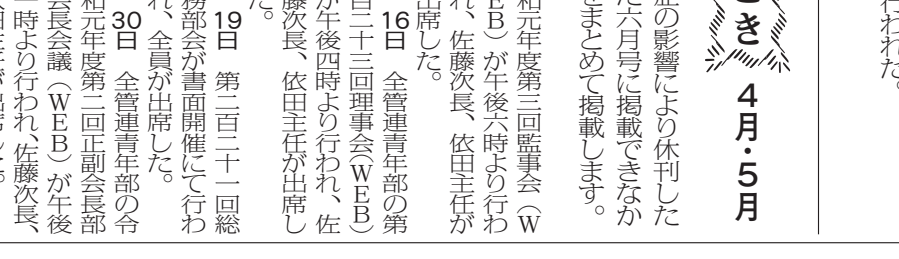 行われた。
とき
4月・5月
症の影響により休刊した
た六月号に掲載できなか
をまとめて掲載します。
和元年度第三回監事会（W
EB）が午後六時より行わ
れ、佐藤次長、依田主任が
出席した。
16日 全管連青年部の第
百二十三回理事会（WEB）
が午後四時より行われ、佐
藤次長、依田主任が出席し
た。
19日 第二百二十一回総
務部会が書面開催にて行わ
れ、全員が出席した。
30日 全管連青年部の令
和元年度第二回正副会長部
会長会議（WEB）が午後
一時より行われ、佐藤次長、